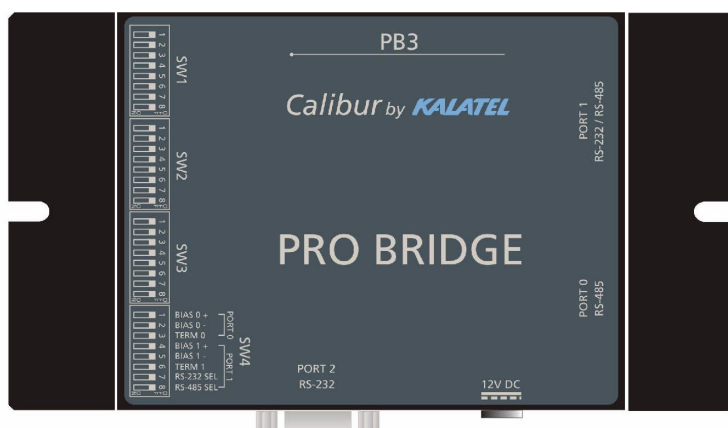 PB3
Calibur by KALATEL
PRO BRIDGE
SW1
1
2
3
4
5
6
7
8
SW2
1
2
3
4
5
6
7
8
SW3
1
2
3
4
5
6
7
8
SW4
1 BIAS 0 +
2 BIAS 0 -
3 TERM 0
PORT 0
4 BIAS 1 +
5 BIAS 1 -
6 TERM 1
7 RS-232 SEL
8 RS-485 SEL
PORT 1
PORT 1
RS-232 / RS-485
PORT 0
RS-485
PORT 2
RS-232
12V DC